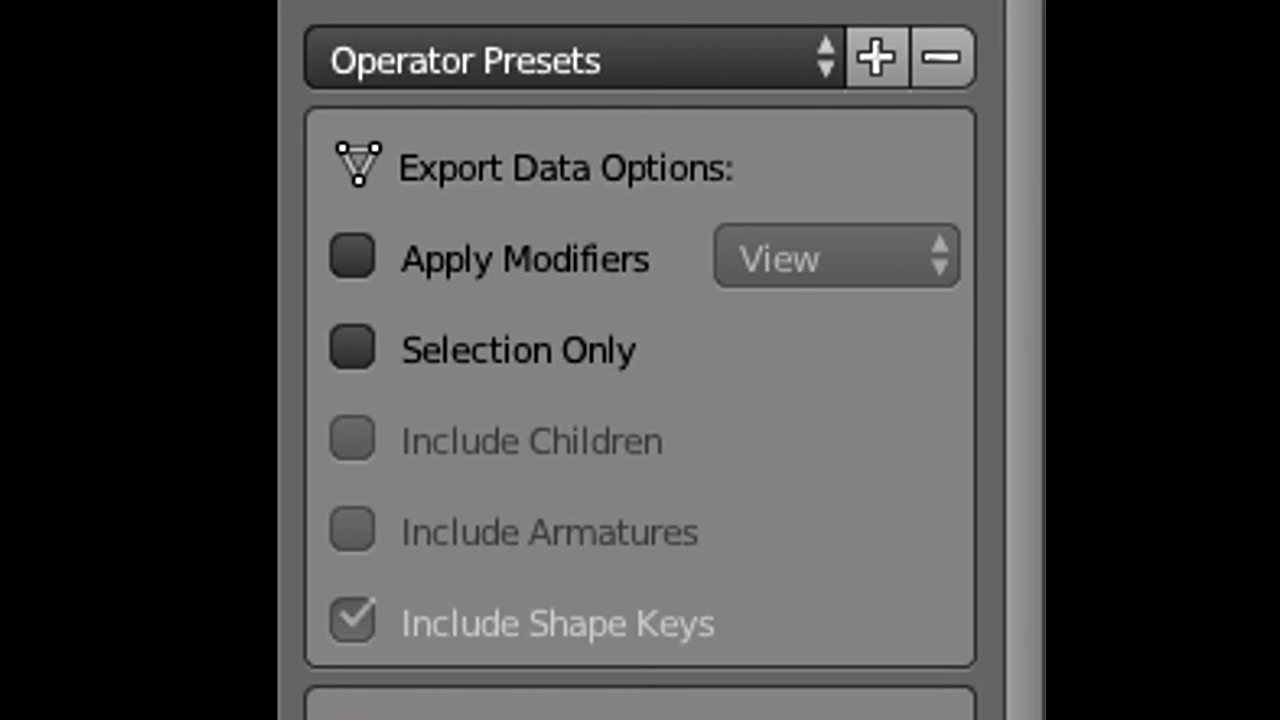 Operator Presets
Export Data Options:
Apply Modifiers View
Selection Only
Include Children
Include Armatures
Include Shape Keys